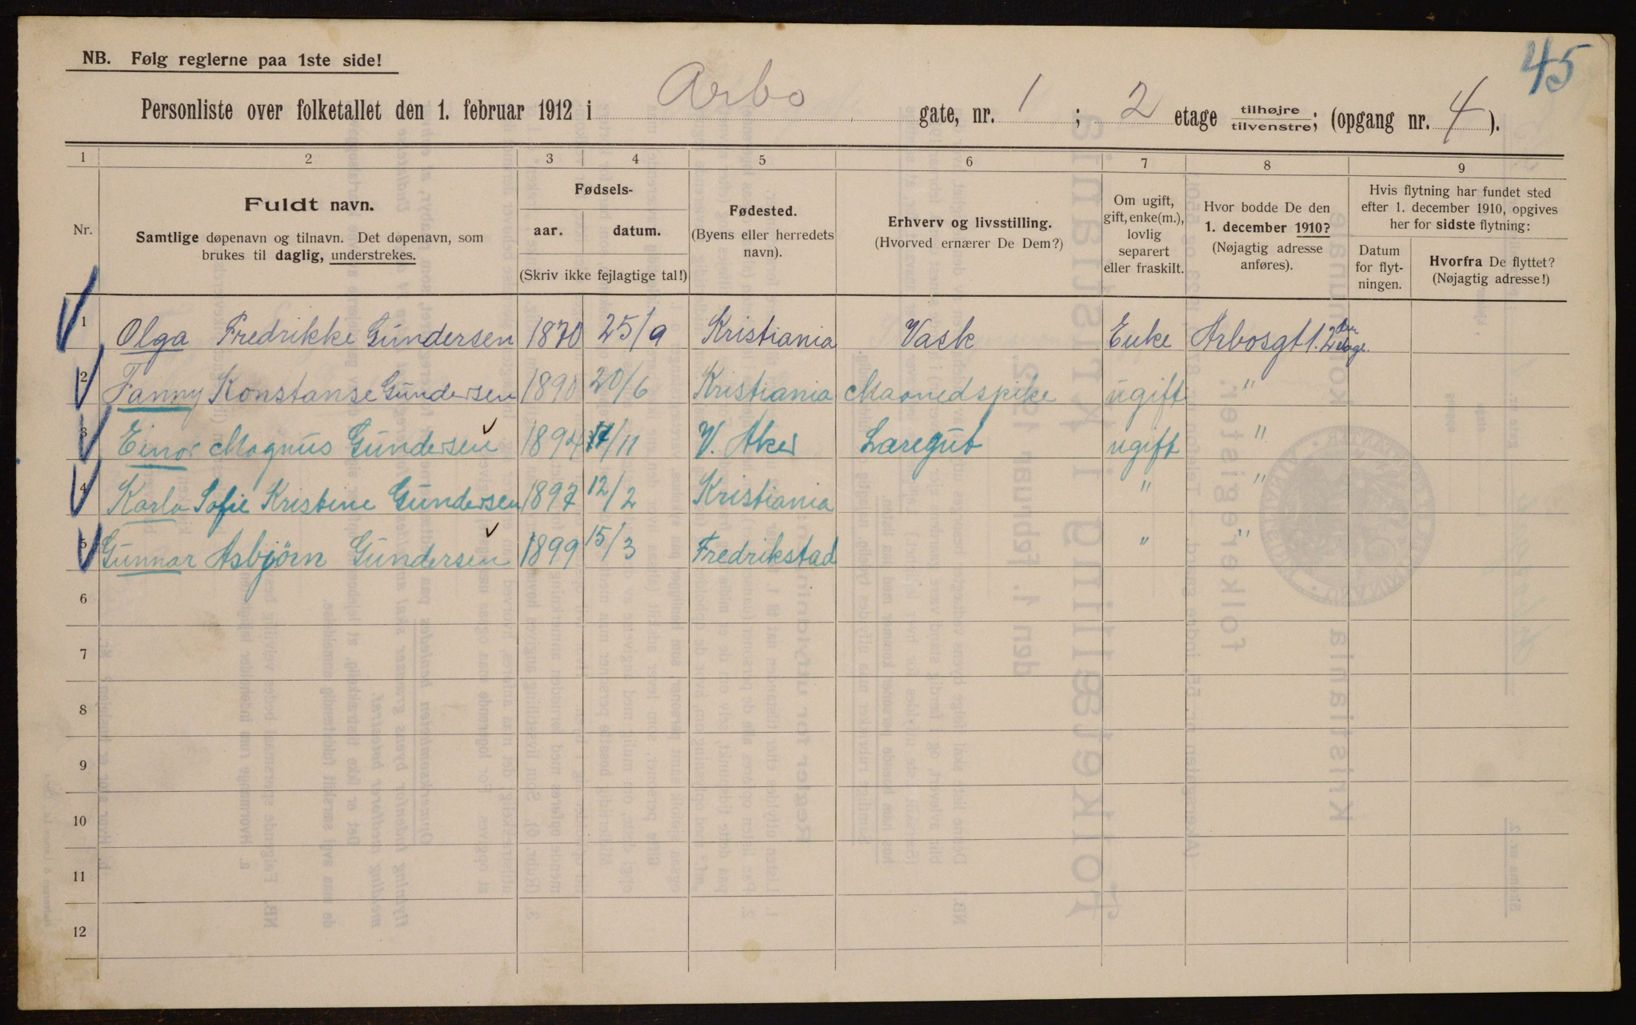 45
NB. Følg reglerne paa 1ste side!
Personliste over folketallet den 1. februar 1912 i Arbo gate, nr. 1 ; 2 etage tilhøjre tilvenstre; (opgang nr. 4).
1 2 3 4 5 6 7 8 9
Nr.
Fuldt navn.
Samtlige døpenavn og tilnavn. Det døpenavn, som
brukes til daglig, understrekes.
Fødsels-
aar. datum.
(Skriv ikke fejlagtige tal!)
Fødested.
(Byens eller herredets
navn).
Erhverv og livsstilling.
(Hvorved ernærer De Dem?)
Om ugift,
gift, enke(m.),
lovlig
separert
eller fraskilt.
Hvor bodde De den
1. december 1910?
(Nøjagtig adresse
anføres).
Hvis flytning har fundet sted
efter 1. december 1910, opgives
her for sidste flytning:
Datum
for flyt-
ningen.
Hvorfra De flyttet?
(Nøjagtig adresse!)
1 Olga Fredrikke Gundersen 1870 25/9 Kristiania Vask Enke Arbosgt 1. 2den etage.
2 Fanny Konstanse Gundersen 1890 20/6 Kristiania ugift "
3 Einar Magnus Gundersen 1894 /11 V. Aker Læregut ugift "
4 Karla Sofie Kristine Gundersen 1897 12/2 Kristiania " "
5 Gunnar Asbjørn Gundersen 1899 15/3 Fredrikstad " "
6
7
8
9
10
11
12